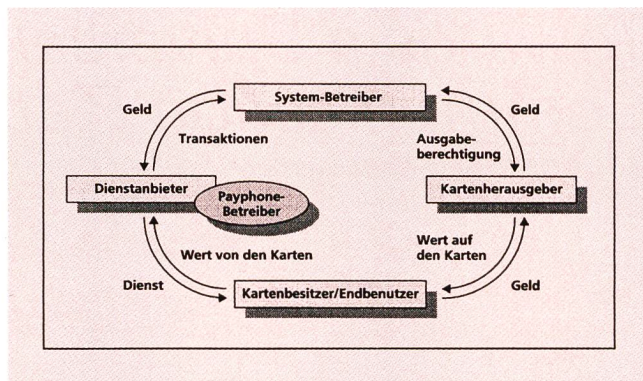 System-Betreiber
Geld
Geld
Transaktionen
Ausgabe-
berechtigung
Dienstanbieter
Payphone-
Betreiber
Kartenherausgeber
Wert von den Karten
Wert auf
den Karten
Dienst
Geld
Kartenbesitzer/Endbenutzer